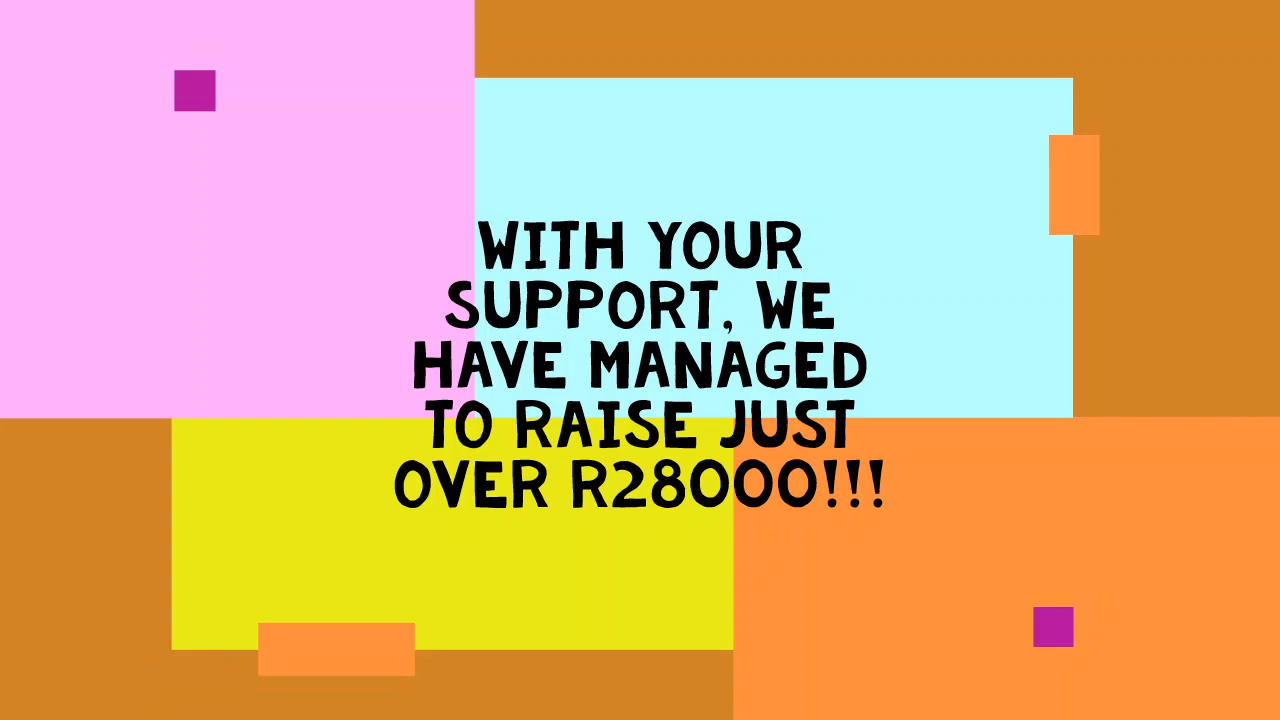 WITH YOUR
SUPPORT, WE
HAVE MANAGED
TO RAISE JUST
OVER R28000!!!